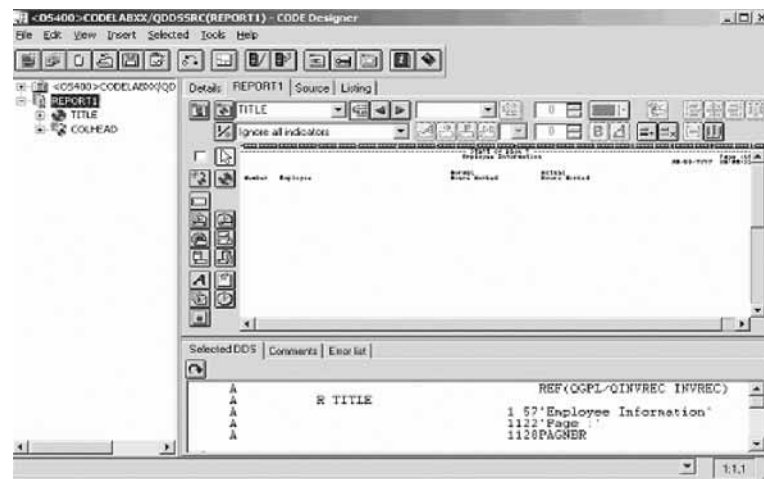 <OS400>CODELABXX/QDDSSRC(REPORT1) - CODE Designer
File Edit View Insert Selected Tools Help
<OS400>CODELABXX/QD
REPORT1
TITLE
COLHEAD
Details REPORT1 Source Listing
TITLE
0
Ignore all indicators
0 B
Employee Information
Number Employee
Hours Worked Hours Worked
Selected DDS Comments Error list
A REF(QGPL/QINVREC INVREC)
A R TITLE
A 1 57'Employee Information'
A 1122'Page :'
A 1128PAGNBR
1:1,1